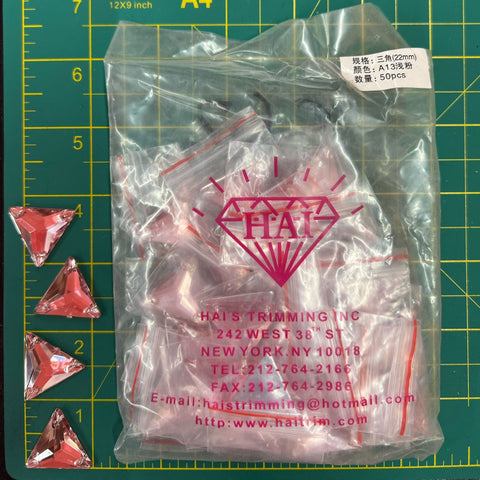 12X9 inch
A4
规格：三角(22mm)
颜色：A13浅粉
数量：50pcs
7
6
5
4
3
2
1
HAI
HAI'S TRIMMING INC
242 WEST 38TH ST
NEW YORK.NY 10018
TEL:212-764-2166
FAX:212-764-2986
E-mail:haistrimming@hotmail.com
http:www.haitrim.com